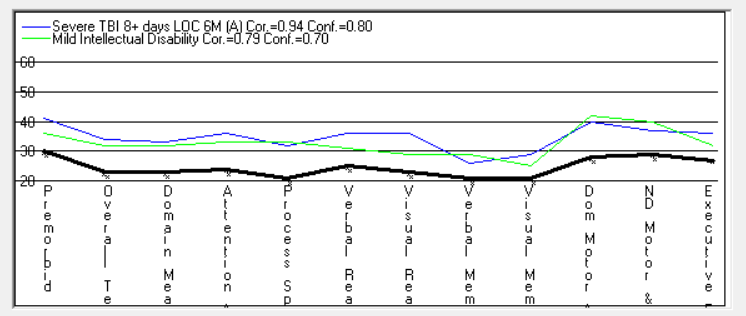 Severe TBI 8+ days LOC 6M (A) Cor.=0.94 Conf.=0.80
Mild Intellectual Disability Cor.=0.79 Conf.=0.70
60
50
40
30
20
Premorbid
Overall Te
Domain Mea
Attention
Process Sp
Verbal Rea
Visual Rea
Verbal Mem
Visual Mem
Dom Motor
ND Motor &
Executive